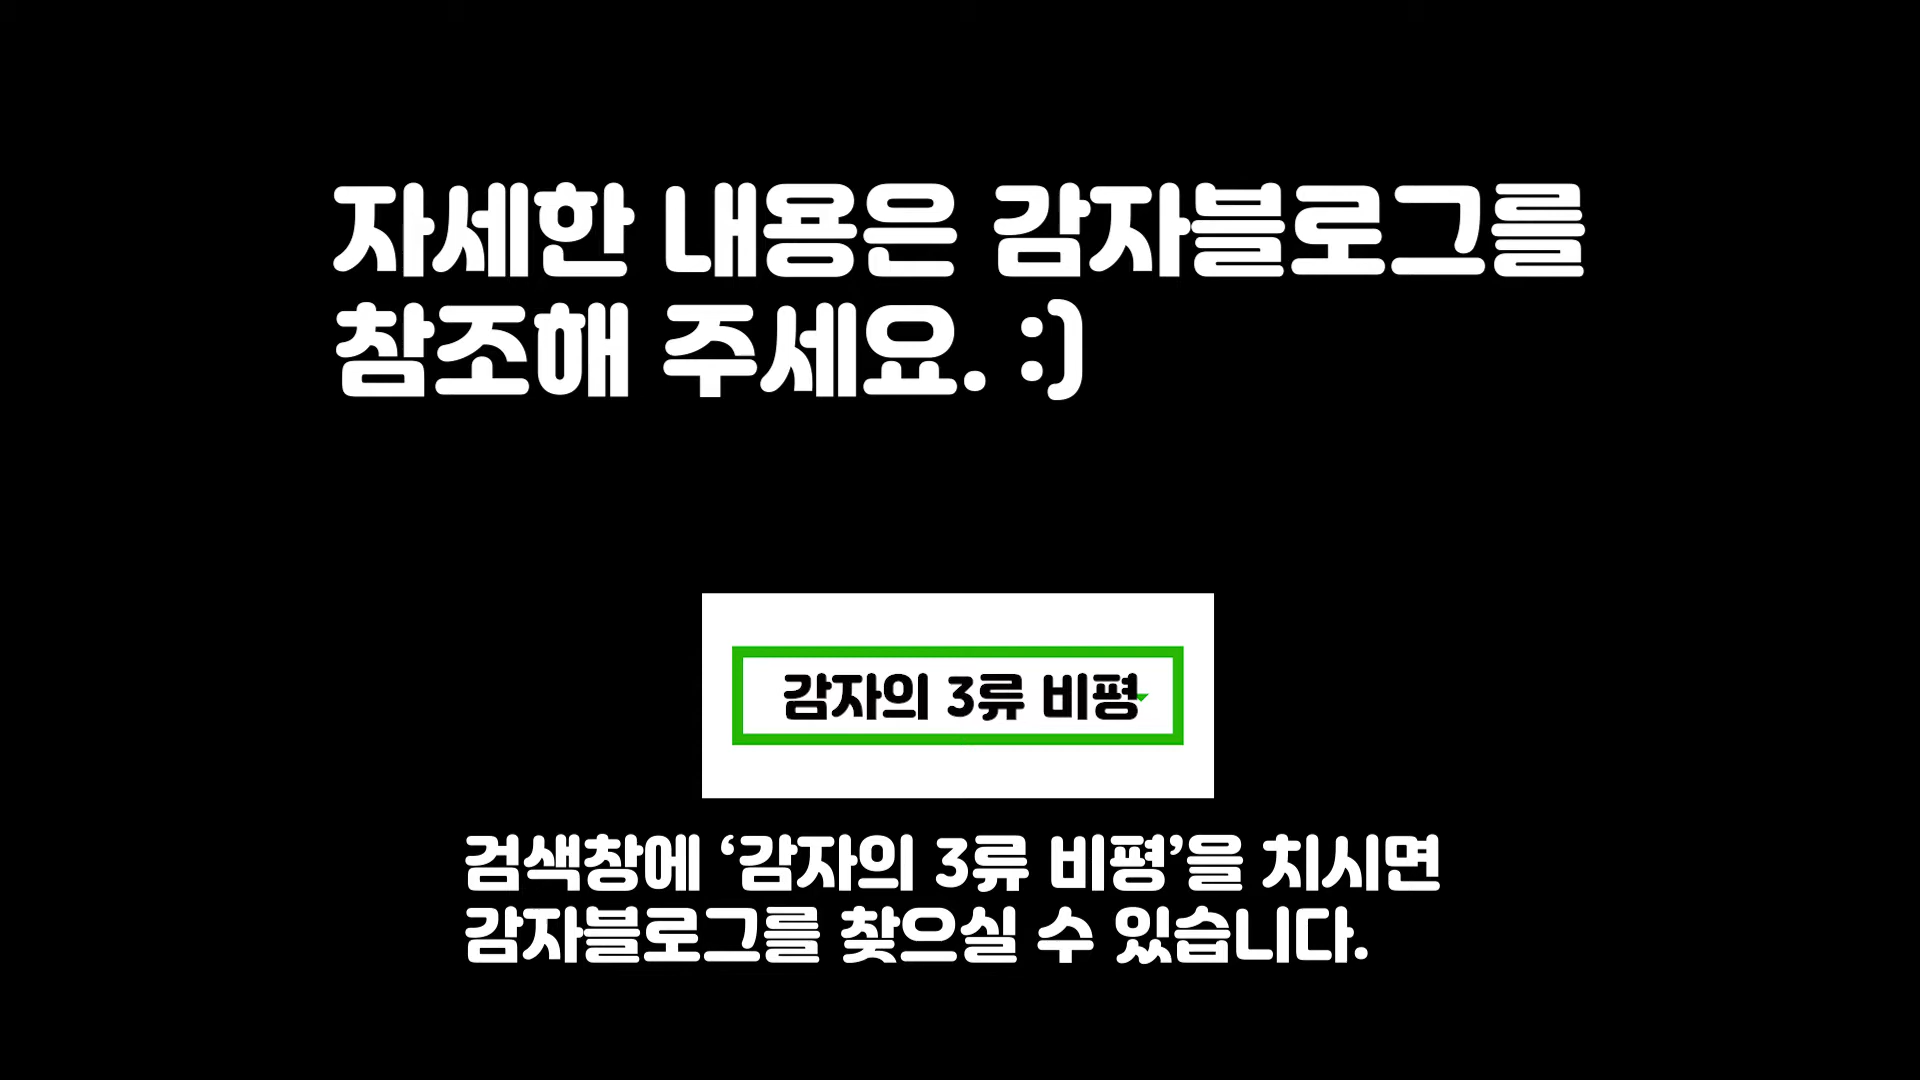 자세한 내용은 감자블로그를
참조해 주세요. :)
감자의 3류 비평
검색창에 ‘감자의 3류 비평’을 치시면
감자블로그를 찾으실 수 있습니다.